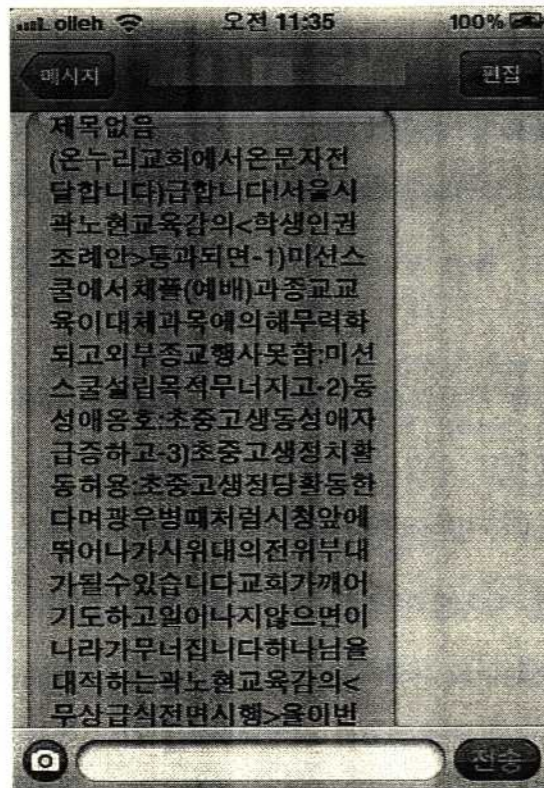 olleh 오전 11:35 100%
메시지 편집
제목없음
(온누리교회에서온문자전
달합니다)급합니다!서울시
곽노현교육감의<학생인권
조례안>통과되면-1)미션스
쿨에서채플(예배)과종교교
육이대체과목에의해무력화
되고외부종교행사못함:미션
스쿨설립목적무너지고-2)동
성애옹호:초중고생동성애자
급증하고-3)초중고생정치활
동허용:초중고생정당활동한
다며광우병때처럼시청앞에
뛰어나가시위대의전위부대
가될수있습니다교회가깨어
기도하고일어나지않으면이
나라가무너집니다하나님을
대적하는곽노현교육감의<
무상급식전면시행>을이번
전송